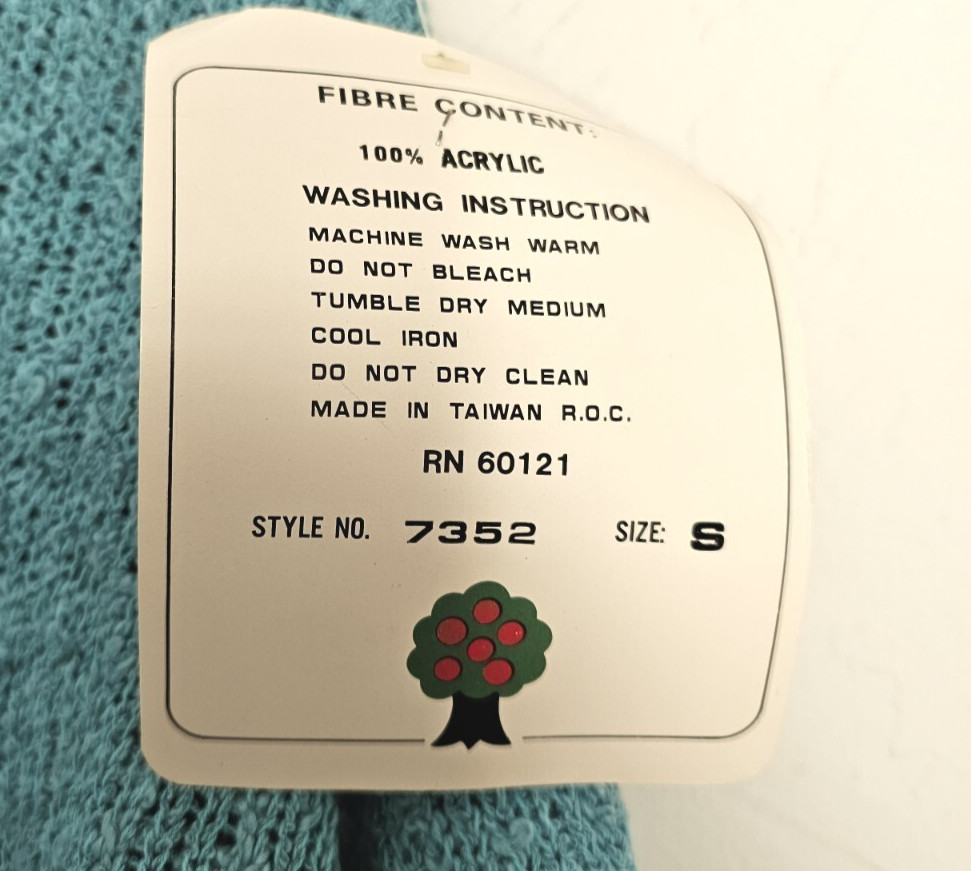 FIBRE CONTENT:
100% ACRYLIC
WASHING INSTRUCTION
MACHINE WASH WARM
DO NOT BLEACH
TUMBLE DRY MEDIUM
COOL IRON
DO NOT DRY CLEAN
MADE IN TAIWAN R.O.C.
RN 60121
STYLE NO. 7352 SIZE: S